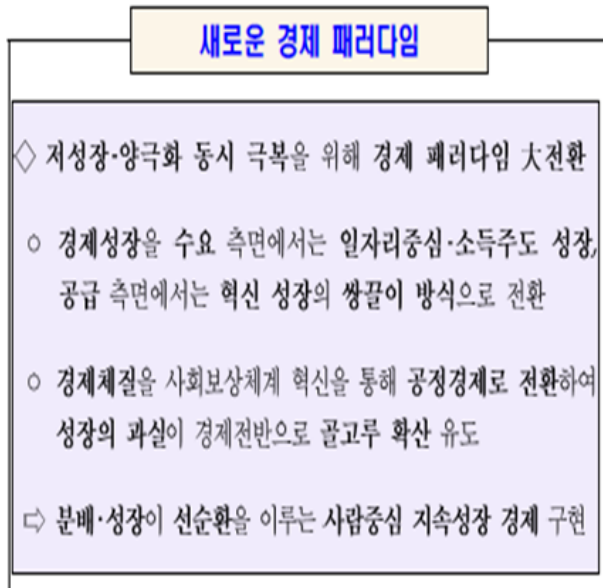 새로운 경제 패러다임
◇ 저성장·양극화 동시 극복을 위해 경제 패러다임 大전환
○ 경제성장을 수요 측면에서는 일자리중심·소득주도 성장,
공급 측면에서는 혁신 성장의 쌍끌이 방식으로 전환
○ 경제체질을 사회보상체계 혁신을 통해 공정경제로 전환하여
성장의 과실이 경제전반으로 골고루 확산 유도
⇨ 분배·성장이 선순환을 이루는 사람중심 지속성장 경제 구현